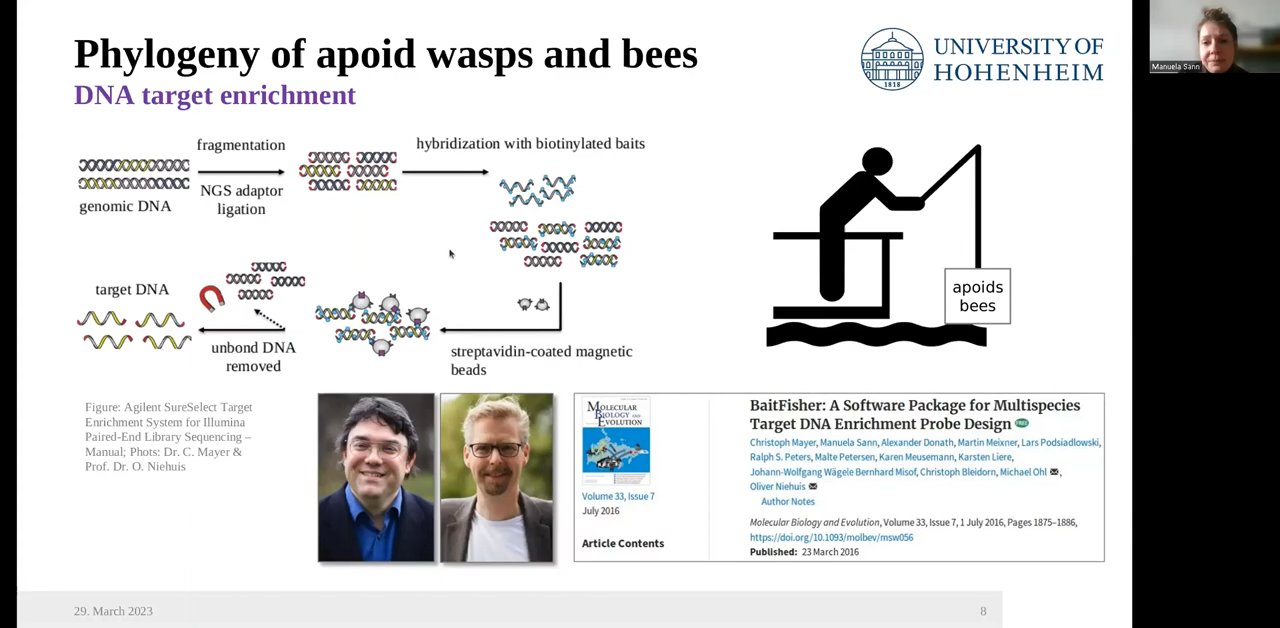 Phylogeny of apoid wasps and bees
DNA target enrichment
UNIVERSITY OF
HOHENHEIM
1818
Manuela Sann
fragmentation
NGS adaptor
ligation
genomic DNA
hybridization with biotinylated baits
streptavidin-coated magnetic
beads
unbond DNA
removed
target DNA
apoids
bees
Figure: Agilent SureSelect Target
Enrichment System for Illumina
Paired-End Library Sequencing –
Manual; Phots: Dr. C. Mayer &
Prof. Dr. O. Niehuis
MOLECULAR
BIOLOGY AND
EVOLUTION
Volume 33, Issue 7
July 2016
Article Contents
BaitFisher: A Software Package for Multispecies
Target DNA Enrichment Probe Design FREE
Christoph Mayer, Manuela Sann, Alexander Donath, Martin Meixner, Lars Podsiadlowski,
Ralph S. Peters, Malte Petersen, Karen Meusemann, Karsten Liere,
Johann-Wolfgang Wägele Bernhard Misof, Christoph Bleidorn, Michael Ohl ,
Oliver Niehuis
Author Notes
Molecular Biology and Evolution, Volume 33, Issue 7, 1 July 2016, Pages 1875–1886,
https://doi.org/10.1093/molbev/msw056
Published: 23 March 2016
29. March 2023
8